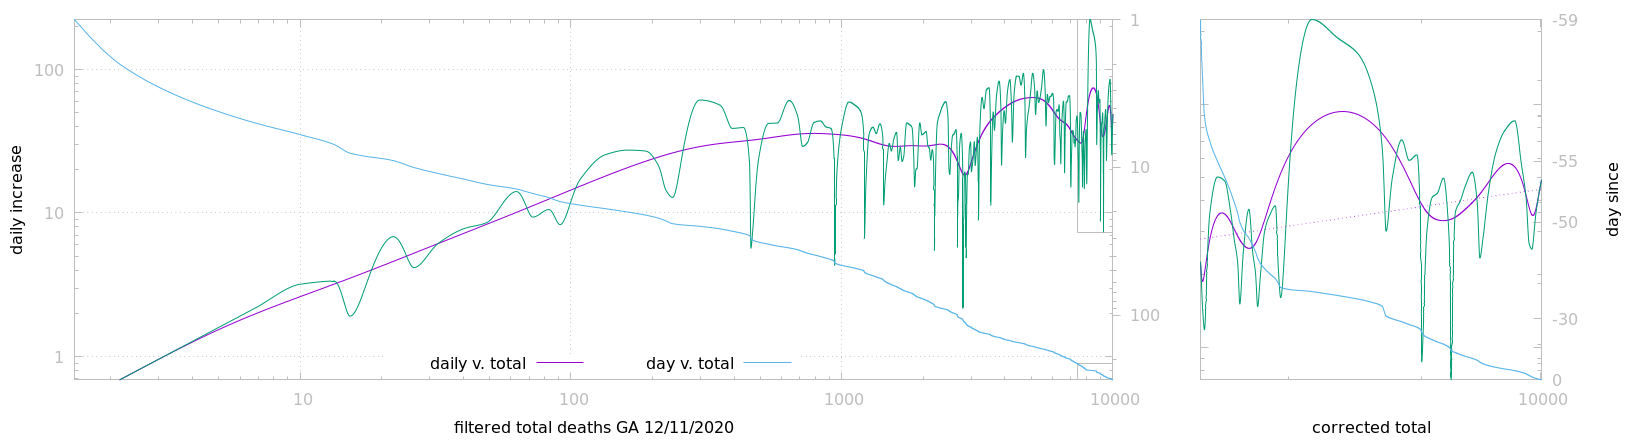 1
-59
100
daily increase
10
-55
day since
10
-50
100
-30
1
daily v. total
day v. total
0
10
100
1000
10000
10000
filtered total deaths GA 12/11/2020
corrected total